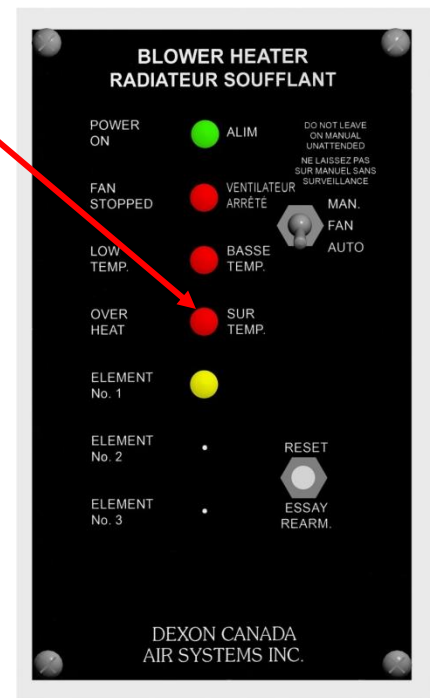 BLOWER HEATER
RADIATEUR SOUFFLANT
POWER
ON
ALIM
DO NOT LEAVE
ON MANUAL
UNATTENDED
NE LAISSEZ PAS
SUR MANUEL SANS
SURVEILLANCE
FAN
STOPPED
VENTILATEUR
ARRÊTÉ
MAN.
FAN
AUTO
LOW
TEMP.
BASSE
TEMP.
OVER
HEAT
SUR
TEMP.
ELEMENT
No. 1
ELEMENT
No. 2
RESET
ELEMENT
No. 3
ESSAY
REARM.
DEXON CANADA
AIR SYSTEMS INC.